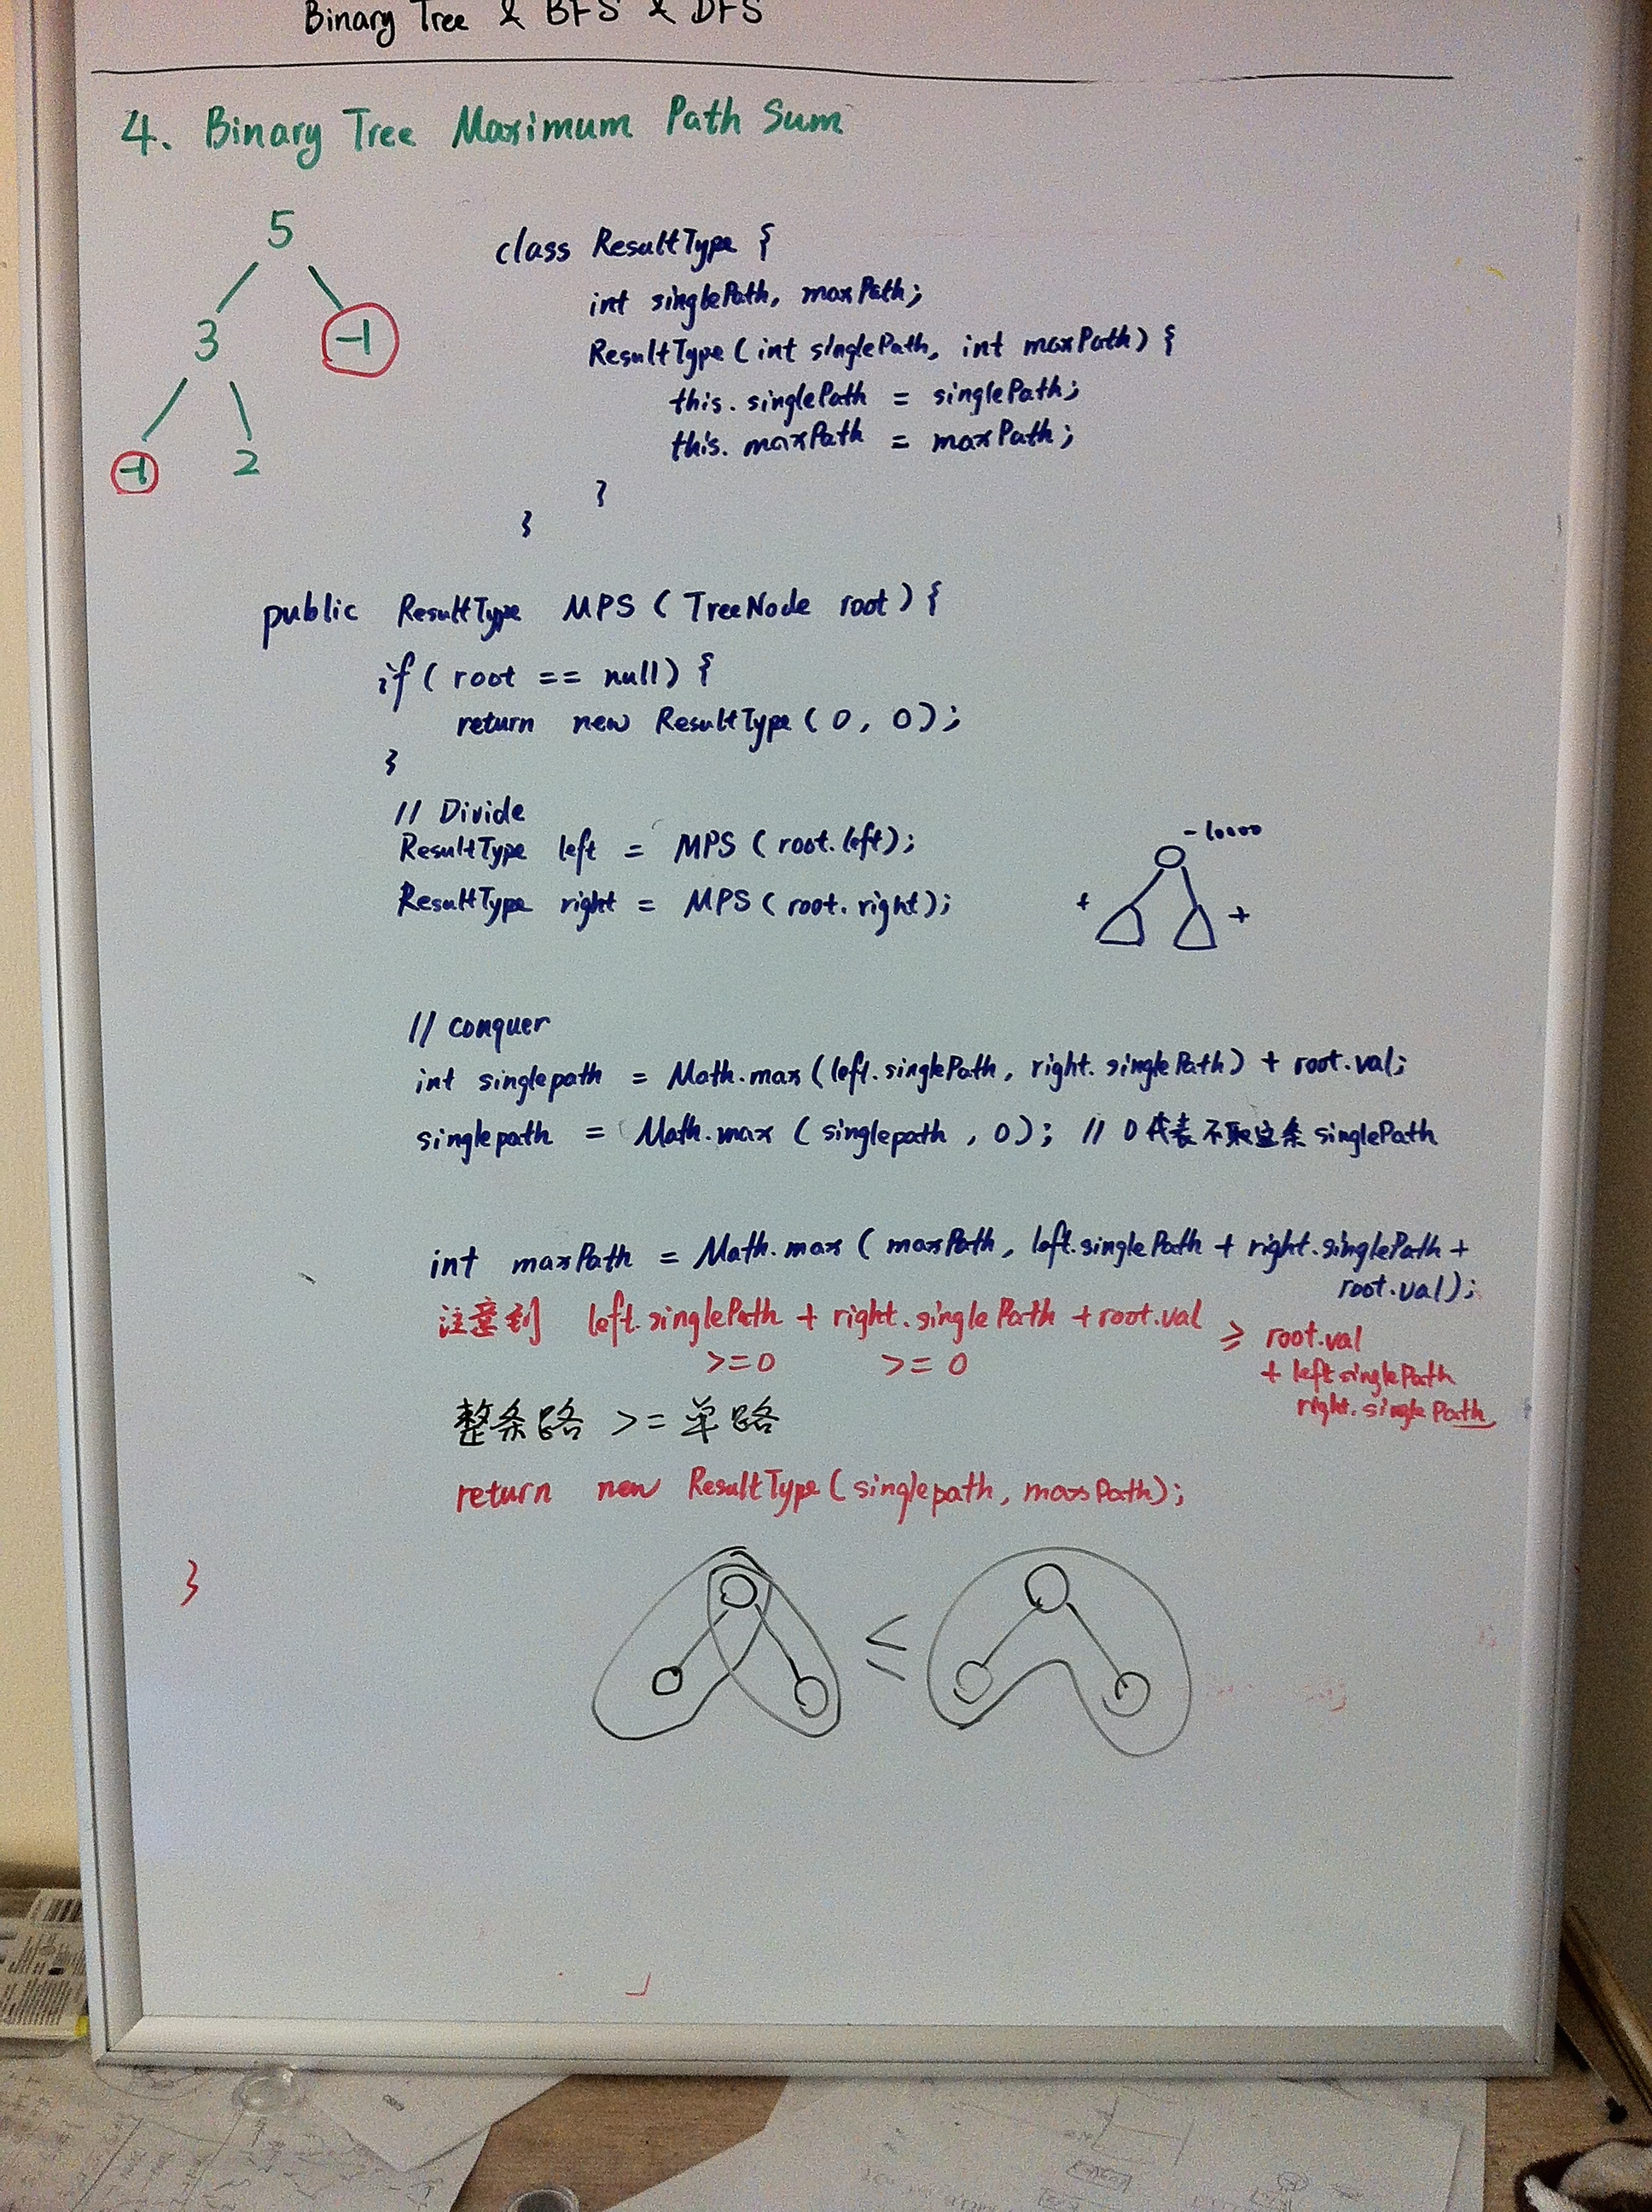 Binary Tree & BFS & DFS
4. Binary Tree Maximum Path Sum
5
3 -1
-1 2
class ResultType {
int singlePath, maxPath;
ResultType (int singlePath, int maxPath) {
this. singlePath = singlePath;
this. maxPath = maxPath;
}
}
public ResultType MPS ( TreeNode root ) {
if ( root == null ) {
return new ResultType ( 0, 0 );
}
// Divide
ResultType left = MPS ( root.left );
ResultType right = MPS ( root. right );
-10000
+ +
// conquer
int singlepath = Math.max (left.singlePath, right. singlePath) + root.val;
singlepath = Math.max ( singlepath , 0 ); // 0代表不取这条 singlePath
int maxPath = Math.max ( maxPath, left.singlePath + right.singlePath +
root.val);
注意到 left.singlePath + right.singlePath + root.val ≥ root.val
>=0 >= 0 + left singlePath
right. singlePath
整条路 >= 单路
return new ResultType ( singlepath, maxPath);
}
≤